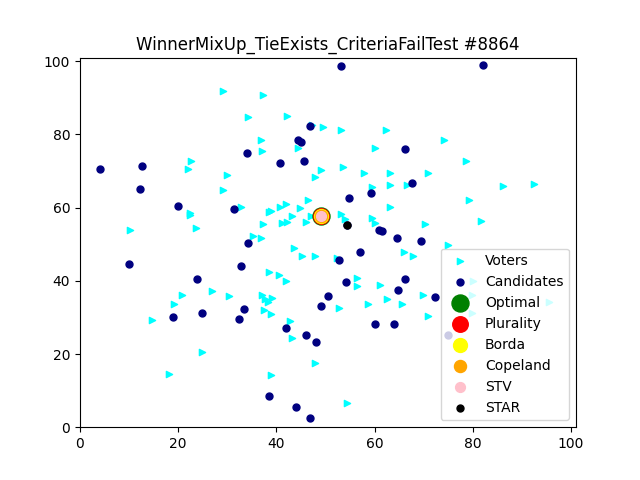 WinnerMixUp_TieExists_CriteriaFailTest #8864
100
80
60
40
20
0
0 20 40 60 80 100
Voters
Candidates
Optimal
Plurality
Borda
Copeland
STV
STAR